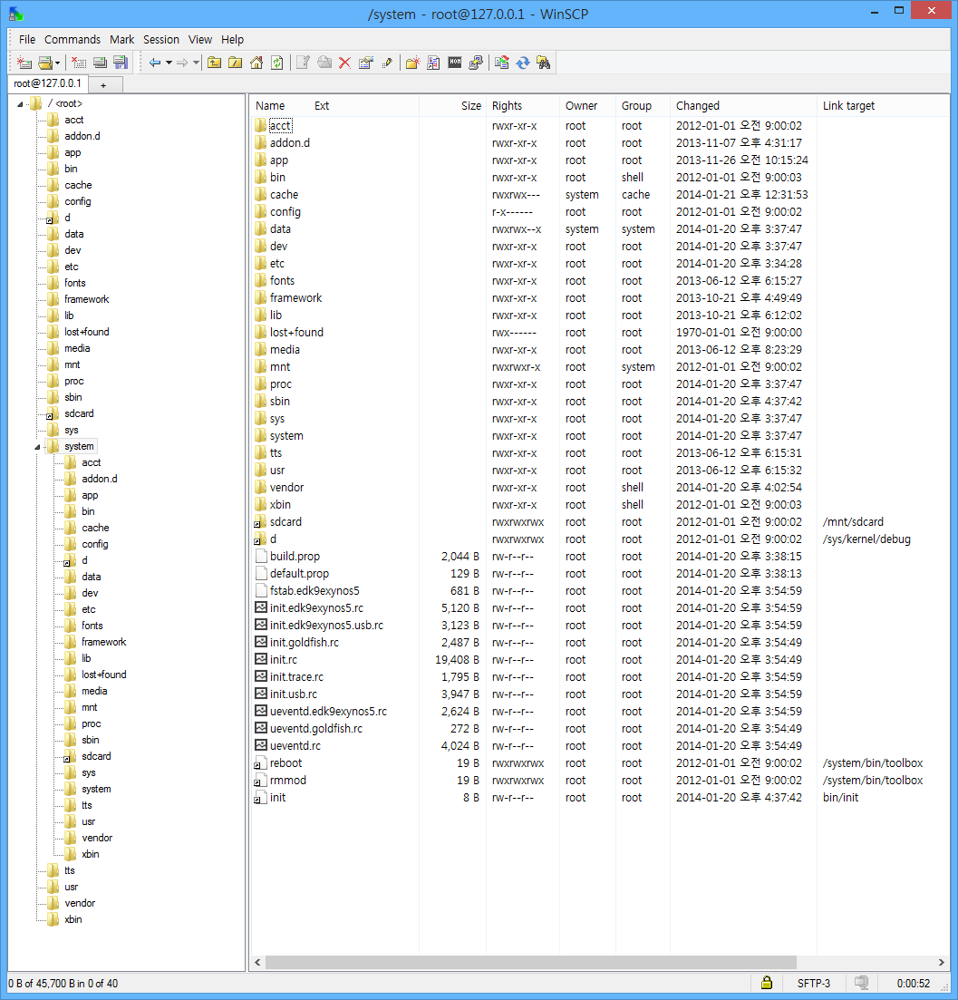 /system - root@127.0.0.1 - WinSCP
File Commands Mark Session View Help
root@127.0.0.1 +
/ <root>
acct
addon.d
app
bin
cache
config
d
data
dev
etc
fonts
framework
lib
lost+found
media
mnt
proc
sbin
sdcard
sys
system
acct
addon.d
app
bin
cache
config
d
data
dev
etc
fonts
framework
lib
lost+found
media
mnt
proc
sbin
sdcard
sys
system
tts
usr
vendor
xbin
tts
usr
vendor
xbin
Name Ext Size Rights Owner Group Changed Link target
acct rwxr-xr-x root root 2012-01-01 오전 9:00:02
addon.d rwxr-xr-x root root 2013-11-07 오후 4:31:17
app rwxr-xr-x root root 2013-11-26 오전 10:15:24
bin rwxr-xr-x root shell 2012-01-01 오전 9:00:03
cache rwxrwx--- system cache 2014-01-21 오후 12:31:53
config r-x------ root root 2012-01-01 오전 9:00:02
data rwxrwx--x system system 2014-01-20 오후 3:37:47
dev rwxr-xr-x root root 2014-01-20 오후 3:37:47
etc rwxr-xr-x root root 2014-01-20 오후 3:34:28
fonts rwxr-xr-x root root 2013-06-12 오후 6:15:27
framework rwxr-xr-x root root 2013-10-21 오후 4:49:49
lib rwxr-xr-x root root 2013-10-21 오후 6:12:02
lost+found rwx------ root root 1970-01-01 오전 9:00:00
media rwxr-xr-x root root 2013-06-12 오후 8:23:29
mnt rwxrwxr-x root system 2012-01-01 오전 9:00:02
proc rwxr-xr-x root root 2014-01-20 오후 3:37:47
sbin rwxr-xr-x root root 2014-01-20 오후 4:37:42
sys rwxr-xr-x root root 2014-01-20 오후 3:37:47
system rwxr-xr-x root root 2014-01-20 오후 3:37:47
tts rwxr-xr-x root root 2013-06-12 오후 6:15:31
usr rwxr-xr-x root root 2013-06-12 오후 6:15:32
vendor rwxr-xr-x root shell 2014-01-20 오후 4:02:54
xbin rwxr-xr-x root shell 2012-01-01 오전 9:00:03
sdcard rwxrwxrwx root root 2012-01-01 오전 9:00:02 /mnt/sdcard
d rwxrwxrwx root root 2012-01-01 오전 9:00:02 /sys/kernel/debug
build.prop 2,044 B rw-r--r-- root root 2014-01-20 오후 3:38:15
default.prop 129 B rw-r--r-- root root 2014-01-20 오후 3:38:13
fstab.edk9exynos5 681 B rw-r--r-- root root 2014-01-20 오후 3:54:59
init.edk9exynos5.rc 5,120 B rw-r--r-- root root 2014-01-20 오후 3:54:59
init.edk9exynos5.usb.rc 3,123 B rw-r--r-- root root 2014-01-20 오후 3:54:59
init.goldfish.rc 2,487 B rw-r--r-- root root 2014-01-20 오후 3:54:49
init.rc 19,408 B rw-r--r-- root root 2014-01-20 오후 3:54:49
init.trace.rc 1,795 B rw-r--r-- root root 2014-01-20 오후 3:54:59
init.usb.rc 3,947 B rw-r--r-- root root 2014-01-20 오후 3:54:59
ueventd.edk9exynos5.rc 2,624 B rw-r--r-- root root 2014-01-20 오후 3:54:59
ueventd.goldfish.rc 272 B rw-r--r-- root root 2014-01-20 오후 3:54:49
ueventd.rc 4,024 B rw-r--r-- root root 2014-01-20 오후 3:54:49
reboot 19 B rwxrwxrwx root root 2012-01-01 오전 9:00:02 /system/bin/toolbox
rmmod 19 B rwxrwxrwx root root 2012-01-01 오전 9:00:02 /system/bin/toolbox
init 8 B rw-r--r-- root root 2014-01-20 오후 4:37:42 bin/init
0 B of 45,700 B in 0 of 40 SFTP-3 0:00:52